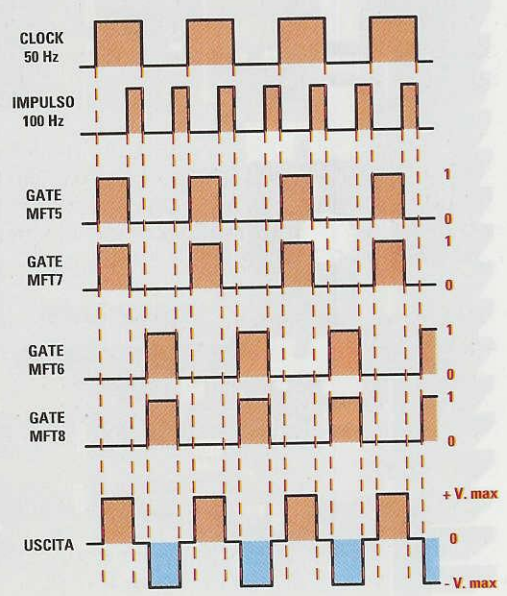 CLOCK
50 Hz
IMPULSO
100 Hz
GATE
MFT5
1
0
GATE
MFT7
1
0
GATE
MFT6
1
0
GATE
MFT8
1
0
USCITA
+ V. max
0
- V. max